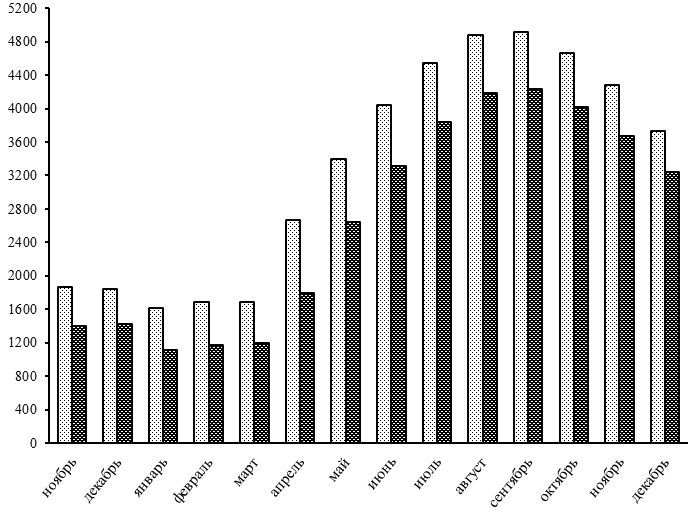 5200
4800
4400
4000
3600
3200
2800
2400
2000
1600
1200
800
400
0
ноябрь
декабрь
январь
февраль
март
апрель
май
июнь
июль
август
сентябрь
октябрь
ноябрь
декабрь